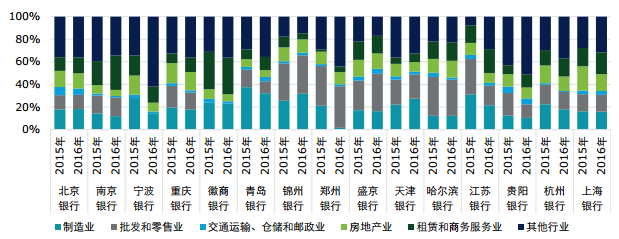 100%
80%
60%
40%
20%
0%
2015年 2016年 2015年 2016年 2015年 2016年 2015年 2016年 2015年 2016年 2015年 2016年 2015年 2016年 2015年 2016年 2015年 2016年 2015年 2016年 2015年 2016年 2015年 2016年 2015年 2016年 2015年 2016年 2015年 2016年
北京 南京 宁波 重庆 徽商 青岛 锦州 郑州 盛京 天津 哈尔滨 江苏 贵阳 杭州 上海
银行 银行 银行 银行 银行 银行 银行 银行 银行 银行 银行 银行 银行 银行 银行
制造业 批发和零售业 交通运输、仓储和邮政业 房地产业 租赁和商务服务业 其他行业